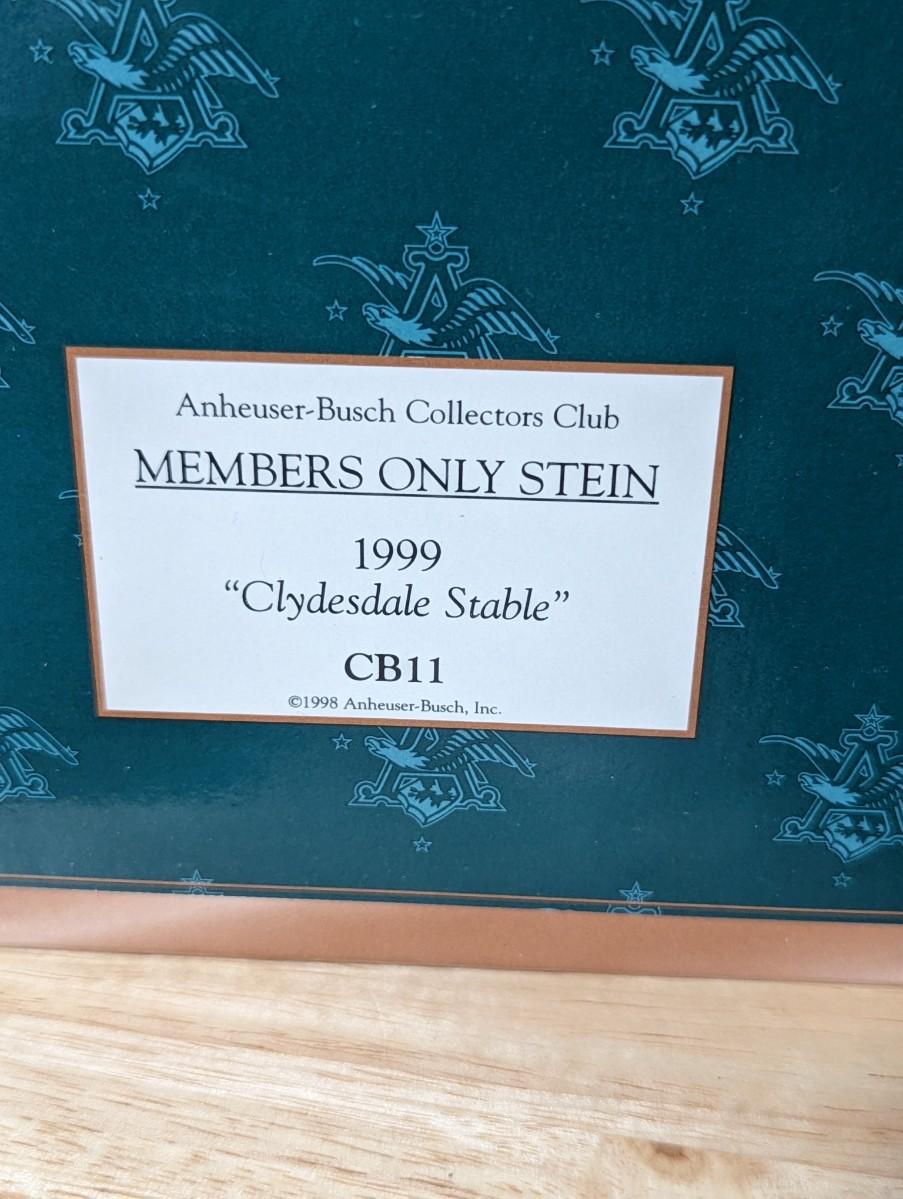 Anheuser-Busch Collectors Club
MEMBERS ONLY STEIN
1999
“Clydesdale Stable”
CB11
©1998 Anheuser-Busch, Inc.